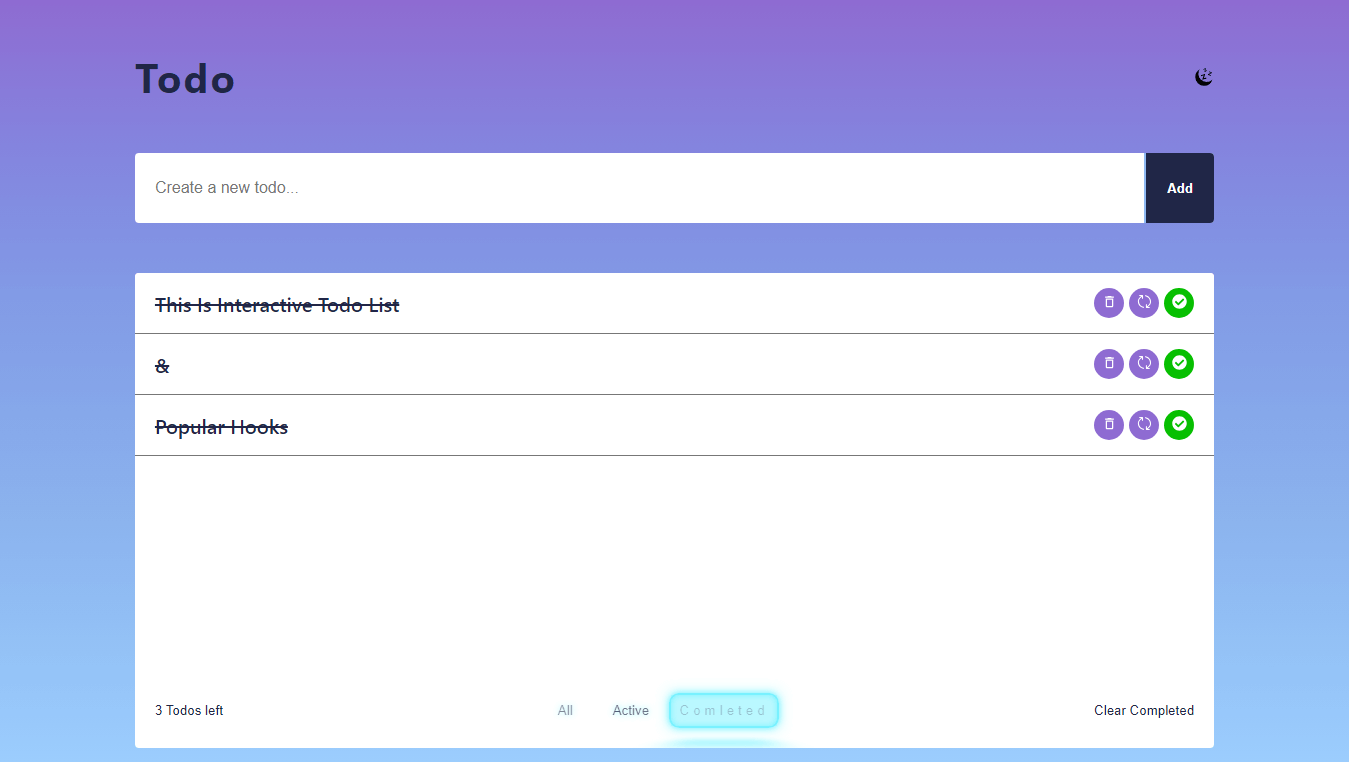 Todo
Create a new todo...
Add
This Is Interactive Todo List
&
Popular Hooks
3 Todos left
All
Active
Comleted
Clear Completed